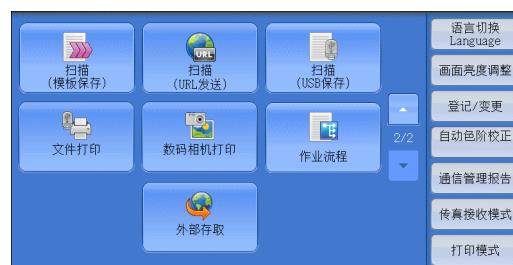 扫描
(模板保存)
URL
扫描
(URL发送)
扫描
(USB保存)
文件打印
数码相机打印
作业流程
外部存取
2/2
语言切换
Language
画面亮度调整
登记/变更
自动色阶校正
通信管理报告
传真接收模式
打印模式